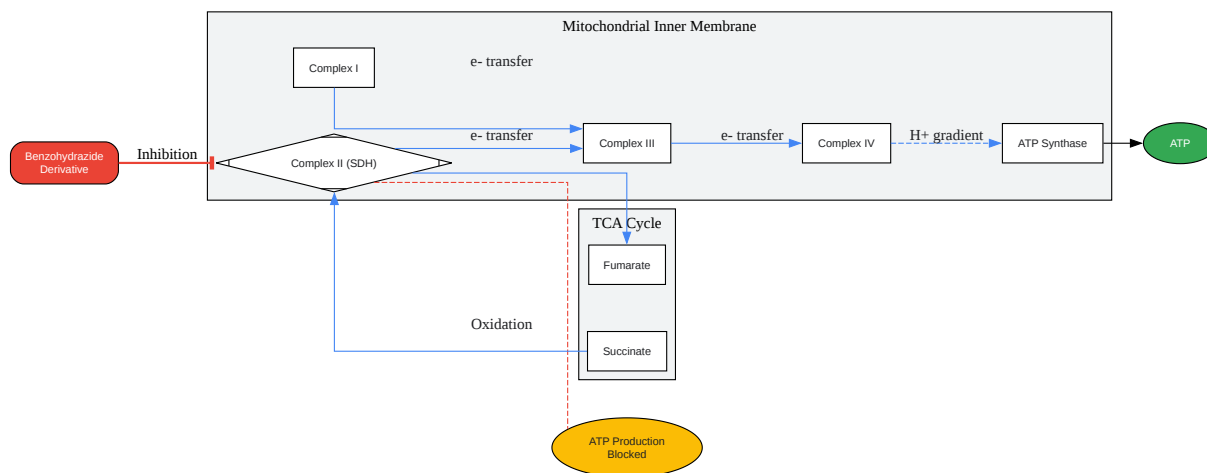 Mitochondrial Inner Membrane
Complex I
e- transfer
e- transfer
Complex III
e- transfer
Complex IV
H+ gradient
ATP Synthase
ATP
Benzohydrazide
Derivative
Inhibition
Complex II (SDH)
TCA Cycle
Fumarate
Oxidation
Succinate
ATP Production
Blocked